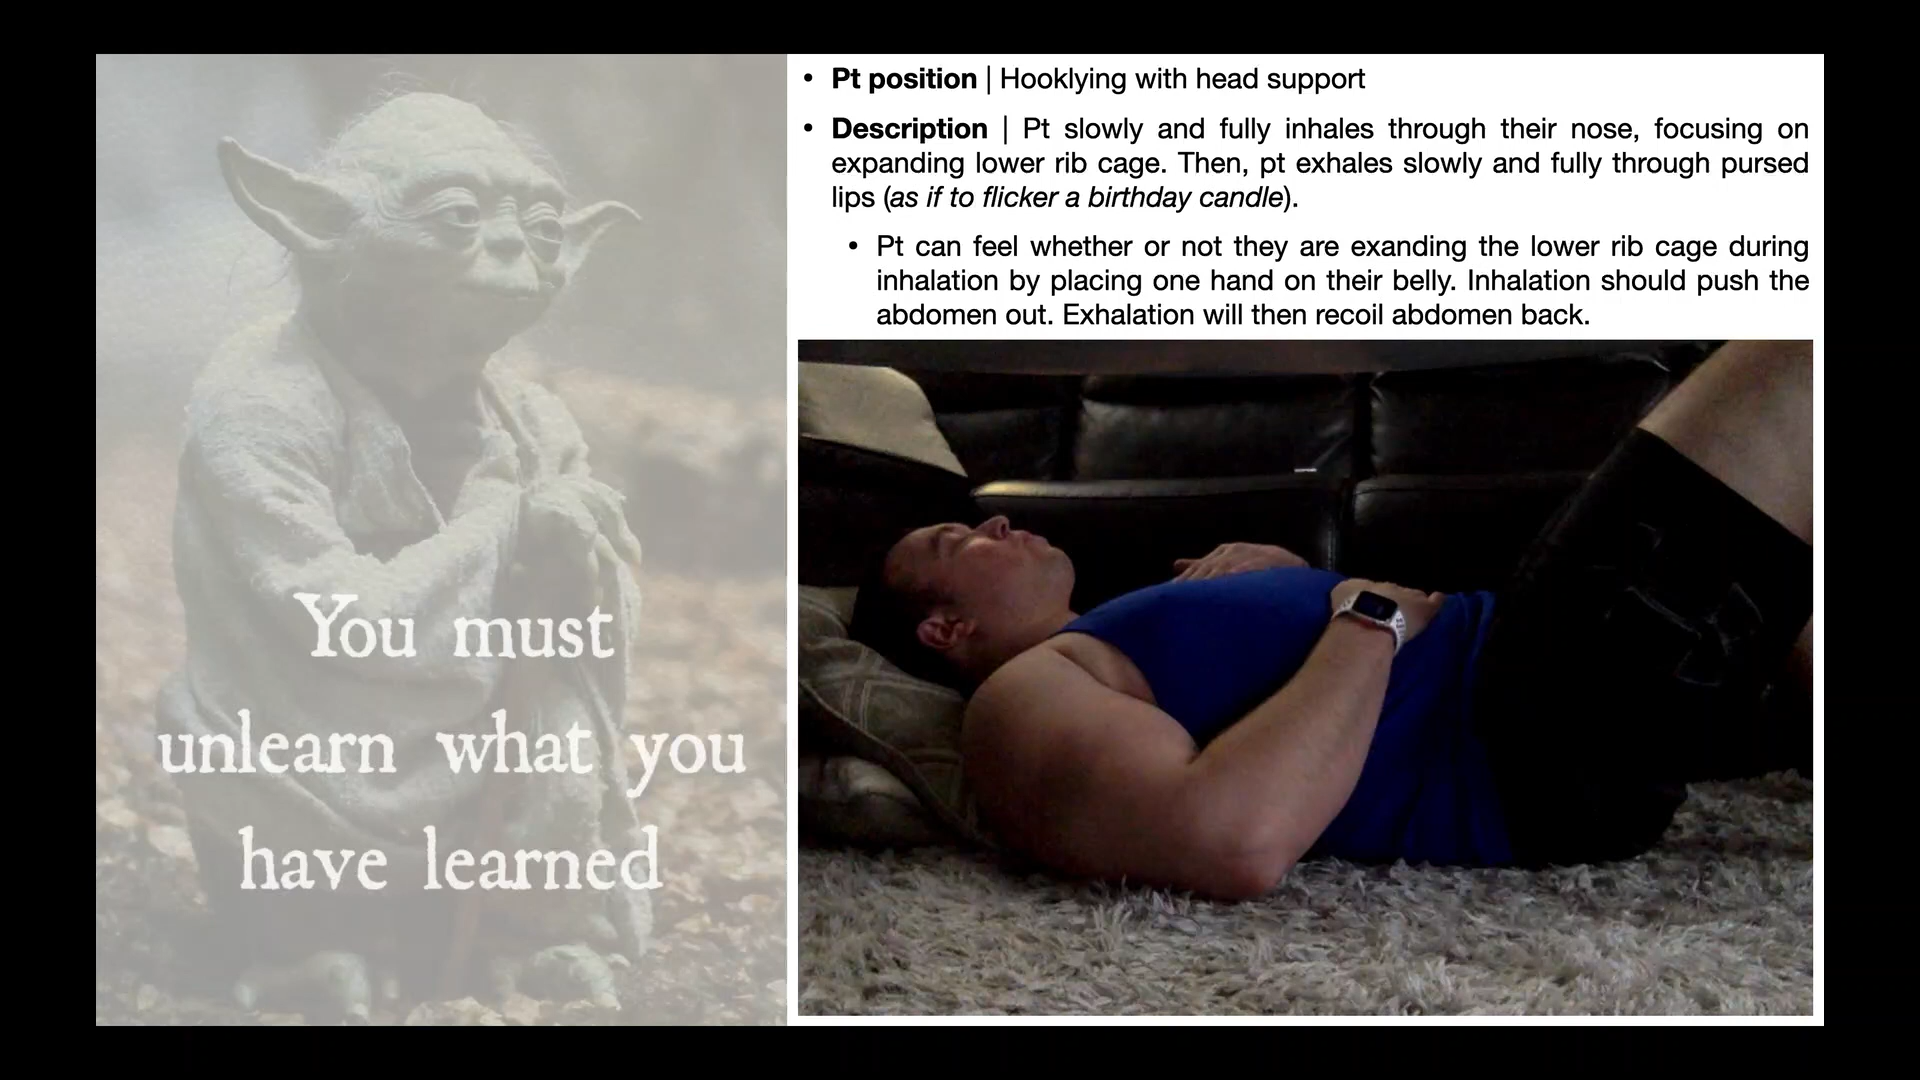 You must
unlearn what you
have learned
• Pt position | Hooklying with head support
• Description | Pt slowly and fully inhales through their nose, focusing on
expanding lower rib cage. Then, pt exhales slowly and fully through pursed
lips (as if to flicker a birthday candle).
• Pt can feel whether or not they are exanding the lower rib cage during
inhalation by placing one hand on their belly. Inhalation should push the
abdomen out. Exhalation will then recoil abdomen back.